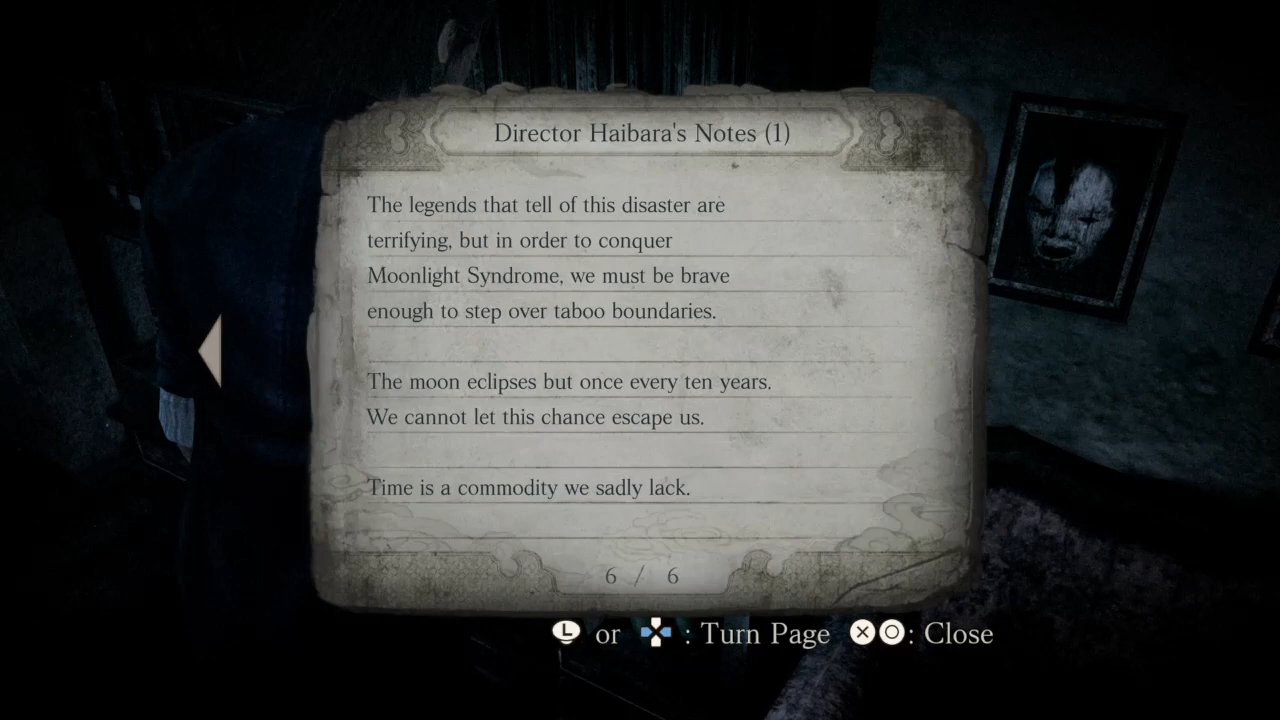 Director Haibara's Notes (1)
The legends that tell of this disaster are
terrifying, but in order to conquer
Moonlight Syndrome, we must be brave
enough to step over taboo boundaries.
The moon eclipses but once every ten years.
We cannot let this chance escape us.
Time is a commodity we sadly lack.
6 / 6
L or : Turn Page : Close